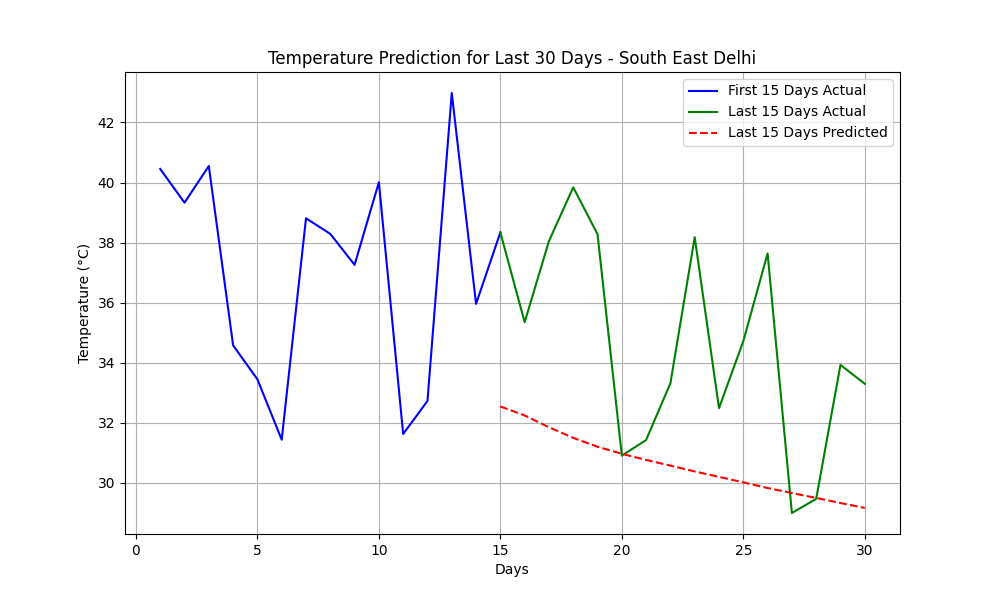 Temperature Prediction for Last 30 Days - South East Delhi
First 15 Days Actual
Last 15 Days Actual
Last 15 Days Predicted
Temperature (°C)
42
40
38
36
34
32
30
0 5 10 15 20 25 30
Days